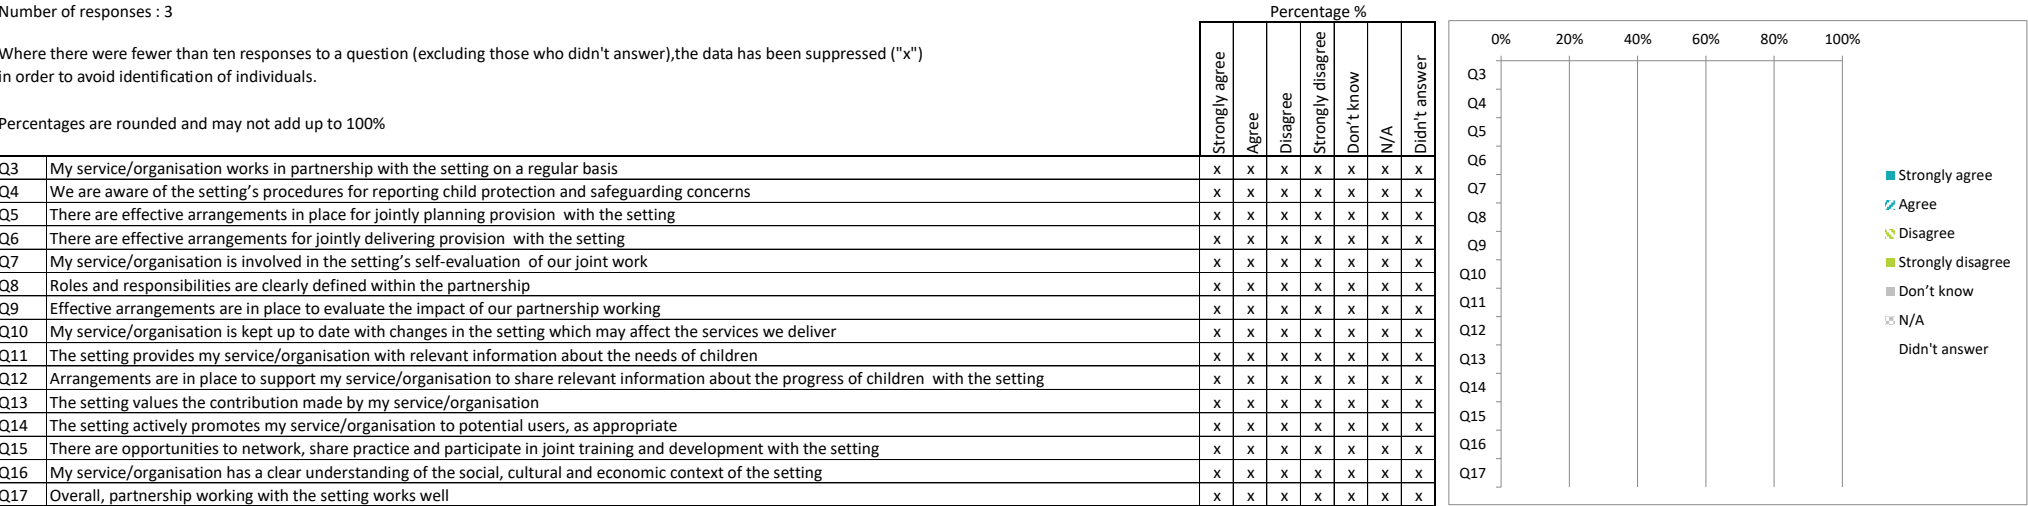 Number of responses : 3
Percentage %
Where there were fewer than ten responses to a question (excluding those who didn't answer),the data has been suppressed ("x")
in order to avoid identification of individuals.
Percentages are rounded and may not add up to 100%
Strongly agree
Agree
Disagree
Strongly disagree
Don't know
N/A
Didn't answer
Q3 My service/organisation works in partnership with the setting on a regular basis x x x x x x x
Q4 We are aware of the setting's procedures for reporting child protection and safeguarding concerns x x x x x x x
Q5 There are effective arrangements in place for jointly planning provision with the setting x x x x x x x
Q6 There are effective arrangements for jointly delivering provision with the setting x x x x x x x
Q7 My service/organisation is involved in the setting's self-evaluation of our joint work x x x x x x x
Q8 Roles and responsibilities are clearly defined within the partnership x x x x x x x
Q9 Effective arrangements are in place to evaluate the impact of our partnership working x x x x x x x
Q10 My service/organisation is kept up to date with changes in the setting which may affect the services we deliver x x x x x x x
Q11 The setting provides my service/organisation with relevant information about the needs of children x x x x x x x
Q12 Arrangements are in place to support my service/organisation to share relevant information about the progress of children with the setting x x x x x x x
Q13 The setting values the contribution made by my service/organisation x x x x x x x
Q14 The setting actively promotes my service/organisation to potential users, as appropriate x x x x x x x
Q15 There are opportunities to network, share practice and participate in joint training and development with the setting x x x x x x x
Q16 My service/organisation has a clear understanding of the social, cultural and economic context of the setting x x x x x x x
Q17 Overall, partnership working with the setting works well x x x x x x x
0% 20% 40% 60% 80% 100%
Q3
Q4
Q5
Q6
Q7
Q8
Q9
Q10
Q11
Q12
Q13
Q14
Q15
Q16
Q17
Strongly agree
Agree
Disagree
Strongly disagree
Don't know
N/A
Didn't answer